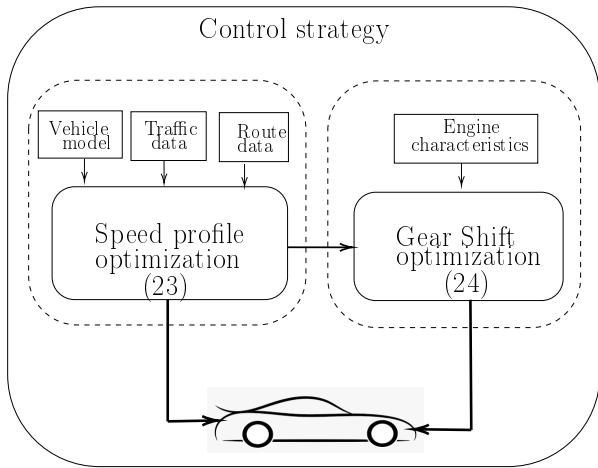 Control strategy
Vehicle
model
Traffic
data
Route
data
Engine
characteristics
Speed profile
optimization
(23)
Gear Shift
optimization
(24)